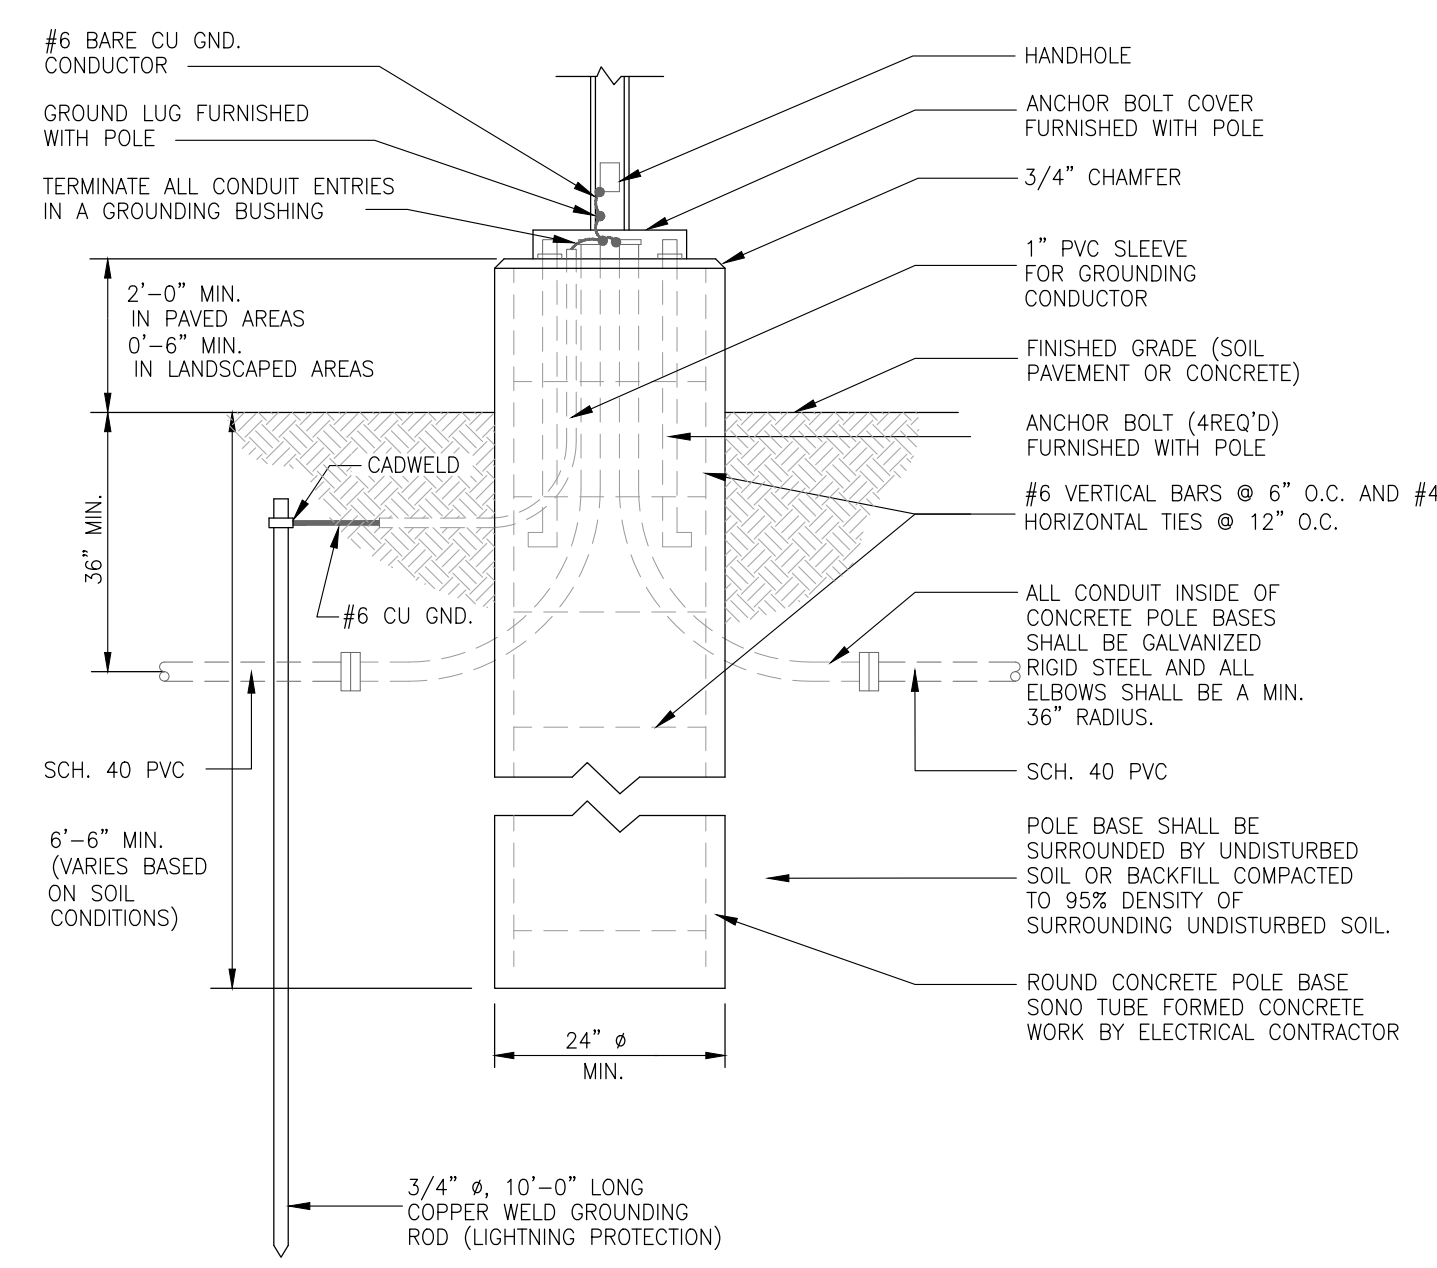 #6 BARE CU GND.
CONDUCTOR
GROUND LUG FURNISHED
WITH POLE
TERMINATE ALL CONDUIT ENTRIES
IN A GROUNDING BUSHING
2'-0" MIN.
IN PAVED AREAS
0'-6" MIN.
IN LANDSCAPED AREAS
CADWELD
36" MIN.
#6 CU GND.
SCH. 40 PVC
6'-6" MIN.
(VARIES BASED
ON SOIL
CONDITIONS)
24" ø
MIN.
3/4" ø, 10'-0" LONG
COPPER WELD GROUNDING
ROD (LIGHTNING PROTECTION)
HANDHOLE
ANCHOR BOLT COVER
FURNISHED WITH POLE
3/4" CHAMFER
1" PVC SLEEVE
FOR GROUNDING
CONDUCTOR
FINISHED GRADE (SOIL
PAVEMENT OR CONCRETE)
ANCHOR BOLT (4REQ'D)
FURNISHED WITH POLE
#6 VERTICAL BARS @ 6" O.C. AND #4
HORIZONTAL TIES @ 12" O.C.
ALL CONDUIT INSIDE OF
CONCRETE POLE BASES
SHALL BE GALVANIZED
RIGID STEEL AND ALL
ELBOWS SHALL BE A MIN.
36" RADIUS.
SCH. 40 PVC
POLE BASE SHALL BE
SURROUNDED BY UNDISTURBED
SOIL OR BACKFILL COMPACTED
TO 95% DENSITY OF
SURROUNDING UNDISTURBED SOIL.
ROUND CONCRETE POLE BASE
SONO TUBE FORMED CONCRETE
WORK BY ELECTRICAL CONTRACTOR